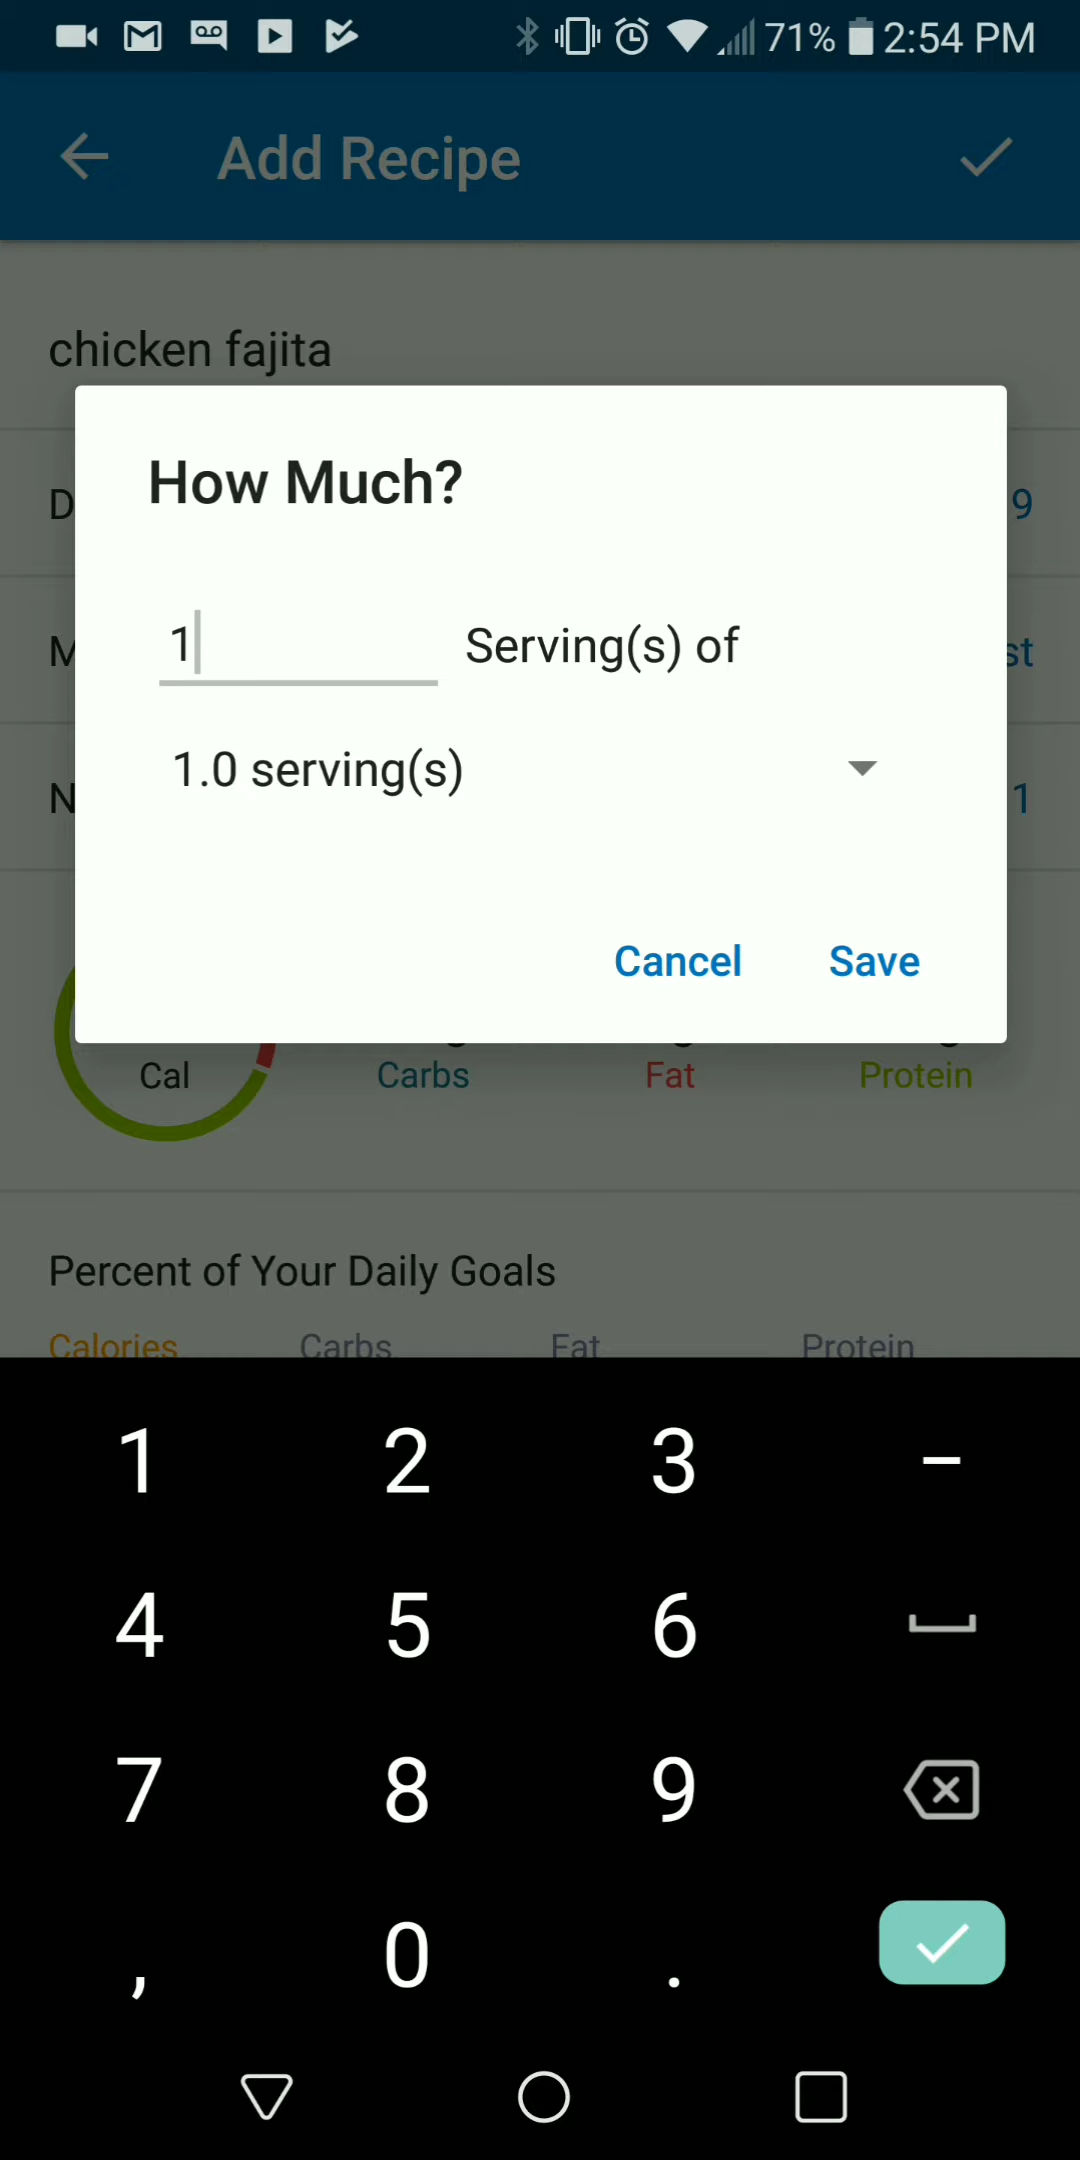 71% 2:54 PM
Add Recipe
chicken fajita
How Much?
1 Serving(s) of
1.0 serving(s)
Cancel Save
Cal Carbs Fat Protein
Percent of Your Daily Goals
Calories Carbs Fat Protein
1 2 3 –
4 5 6
7 8 9
, 0 .